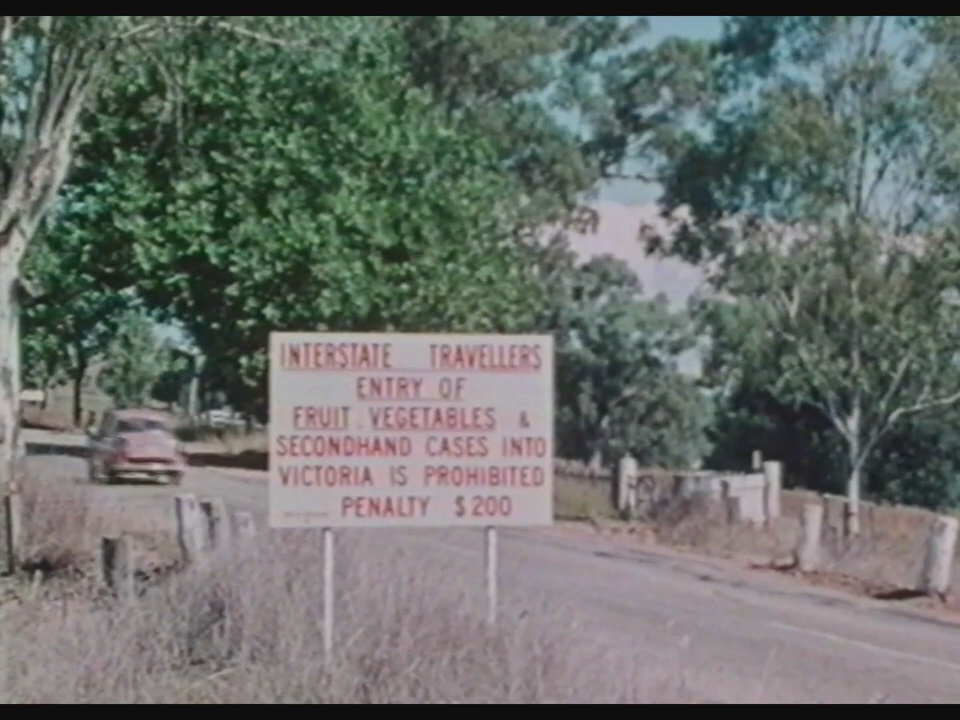 INTERSTATE TRAVELLERS
ENTRY OF
FRUIT, VEGETABLES &
SECONDHAND CASES INTO
VICTORIA IS PROHIBITED
PENALTY $200